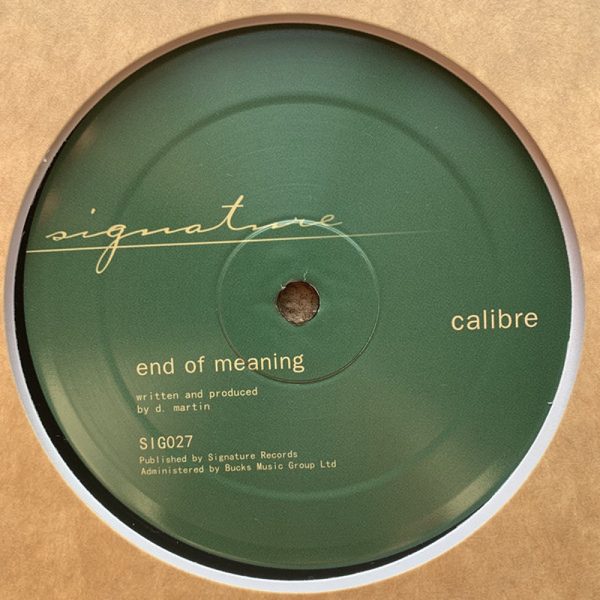 signature
calibre
end of meaning
written and produced
by d. martin
SIG027
Published by Signature Records
Administered by Bucks Music Group Ltd